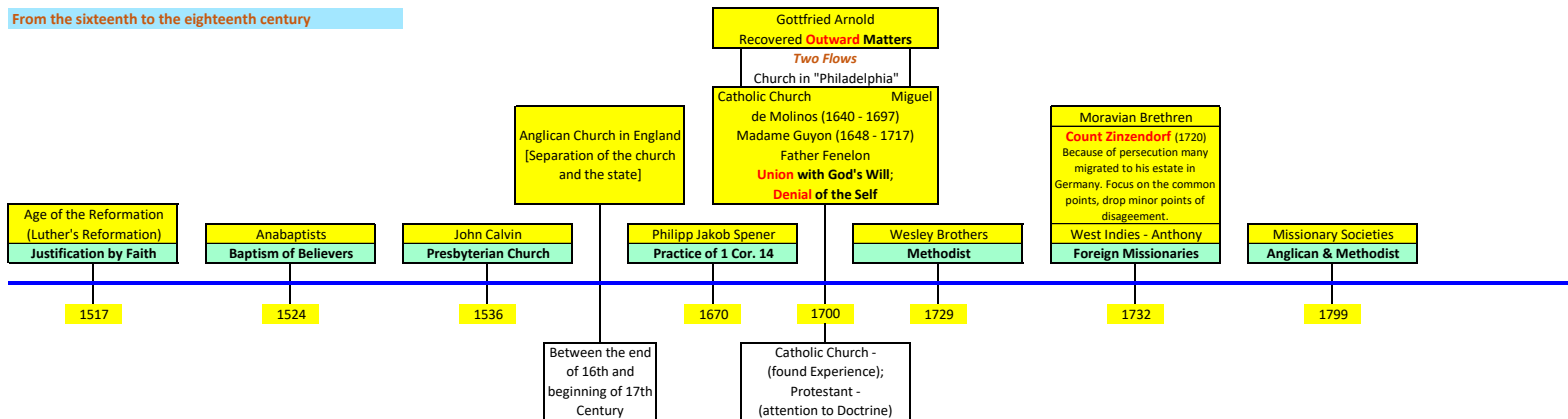 From the sixteenth to the eighteenth century
Gottfried Arnold
Recovered Outward Matters
Two Flows
Church in "Philadelphia"
Catholic Church Miguel
de Molinos (1640 - 1697)
Madame Guyon (1648 - 1717)
Father Fenelon
Union with God's Will;
Denial of the Self
Anglican Church in England
[Separation of the church
and the state]
Moravian Brethren
Count Zinzendorf (1720)
Because of persecution many
migrated to his estate in
Germany. Focus on the common
points, drop minor points of
disageement.
West Indies - Anthony
Foreign Missionaries
Age of the Reformation
(Luther's Reformation)
Justification by Faith
Anabaptists
Baptism of Believers
John Calvin
Presbyterian Church
Philipp Jakob Spener
Practice of 1 Cor. 14
Wesley Brothers
Methodist
Missionary Societies
Anglican & Methodist
1517
1524
1536
1670
1700
1729
1732
1799
Between the end
of 16th and
beginning of 17th
Century
Catholic Church -
(found Experience);
Protestant -
(attention to Doctrine)